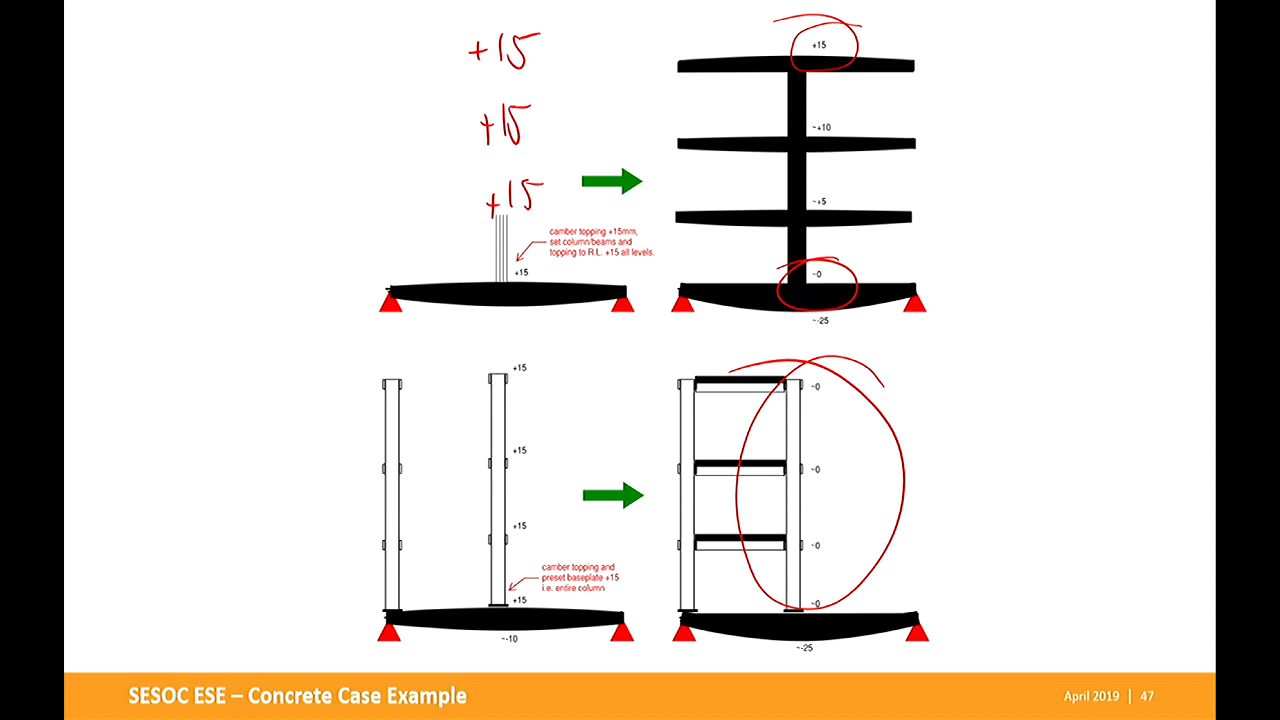 +15
+15
+15
+15
~+10
~+5
~0
~-25
camber topping +15mm,
set column/beams and
topping to R.L. +15 all levels.
+15
+15
+15
+15
+15
camber topping and
preset baseplate +15
i.e. entire column
~-10
~0
~0
~0
~0
~-25
SESOC ESE – Concrete Case Example
April 2019 | 47